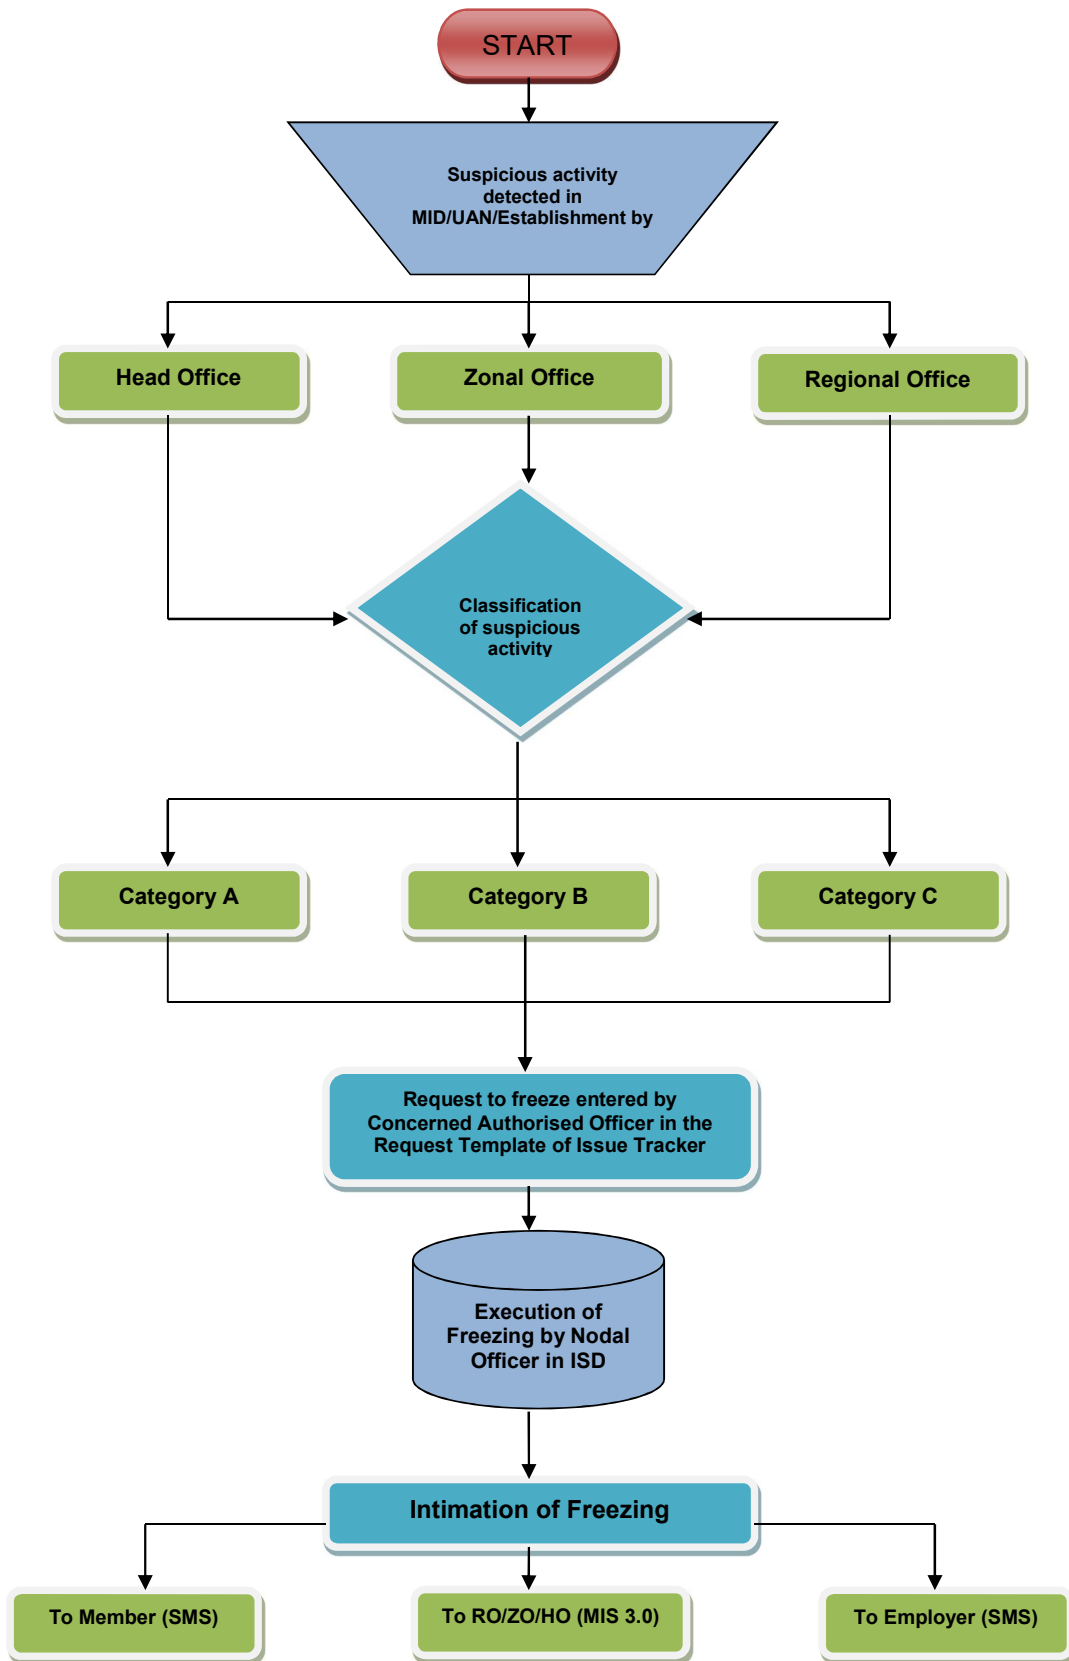 START
Suspicious activity
detected in
MID/UAN/Establishment by
Head Office
Zonal Office
Regional Office
Classification
of suspicious
activity
Category A
Category B
Category C
Request to freeze entered by
Concerned Authorised Officer in the
Request Template of Issue Tracker
Execution of
Freezing by Nodal
Officer in ISD
Intimation of Freezing
To Member (SMS)
To RO/ZO/HO (MIS 3.0)
To Employer (SMS)